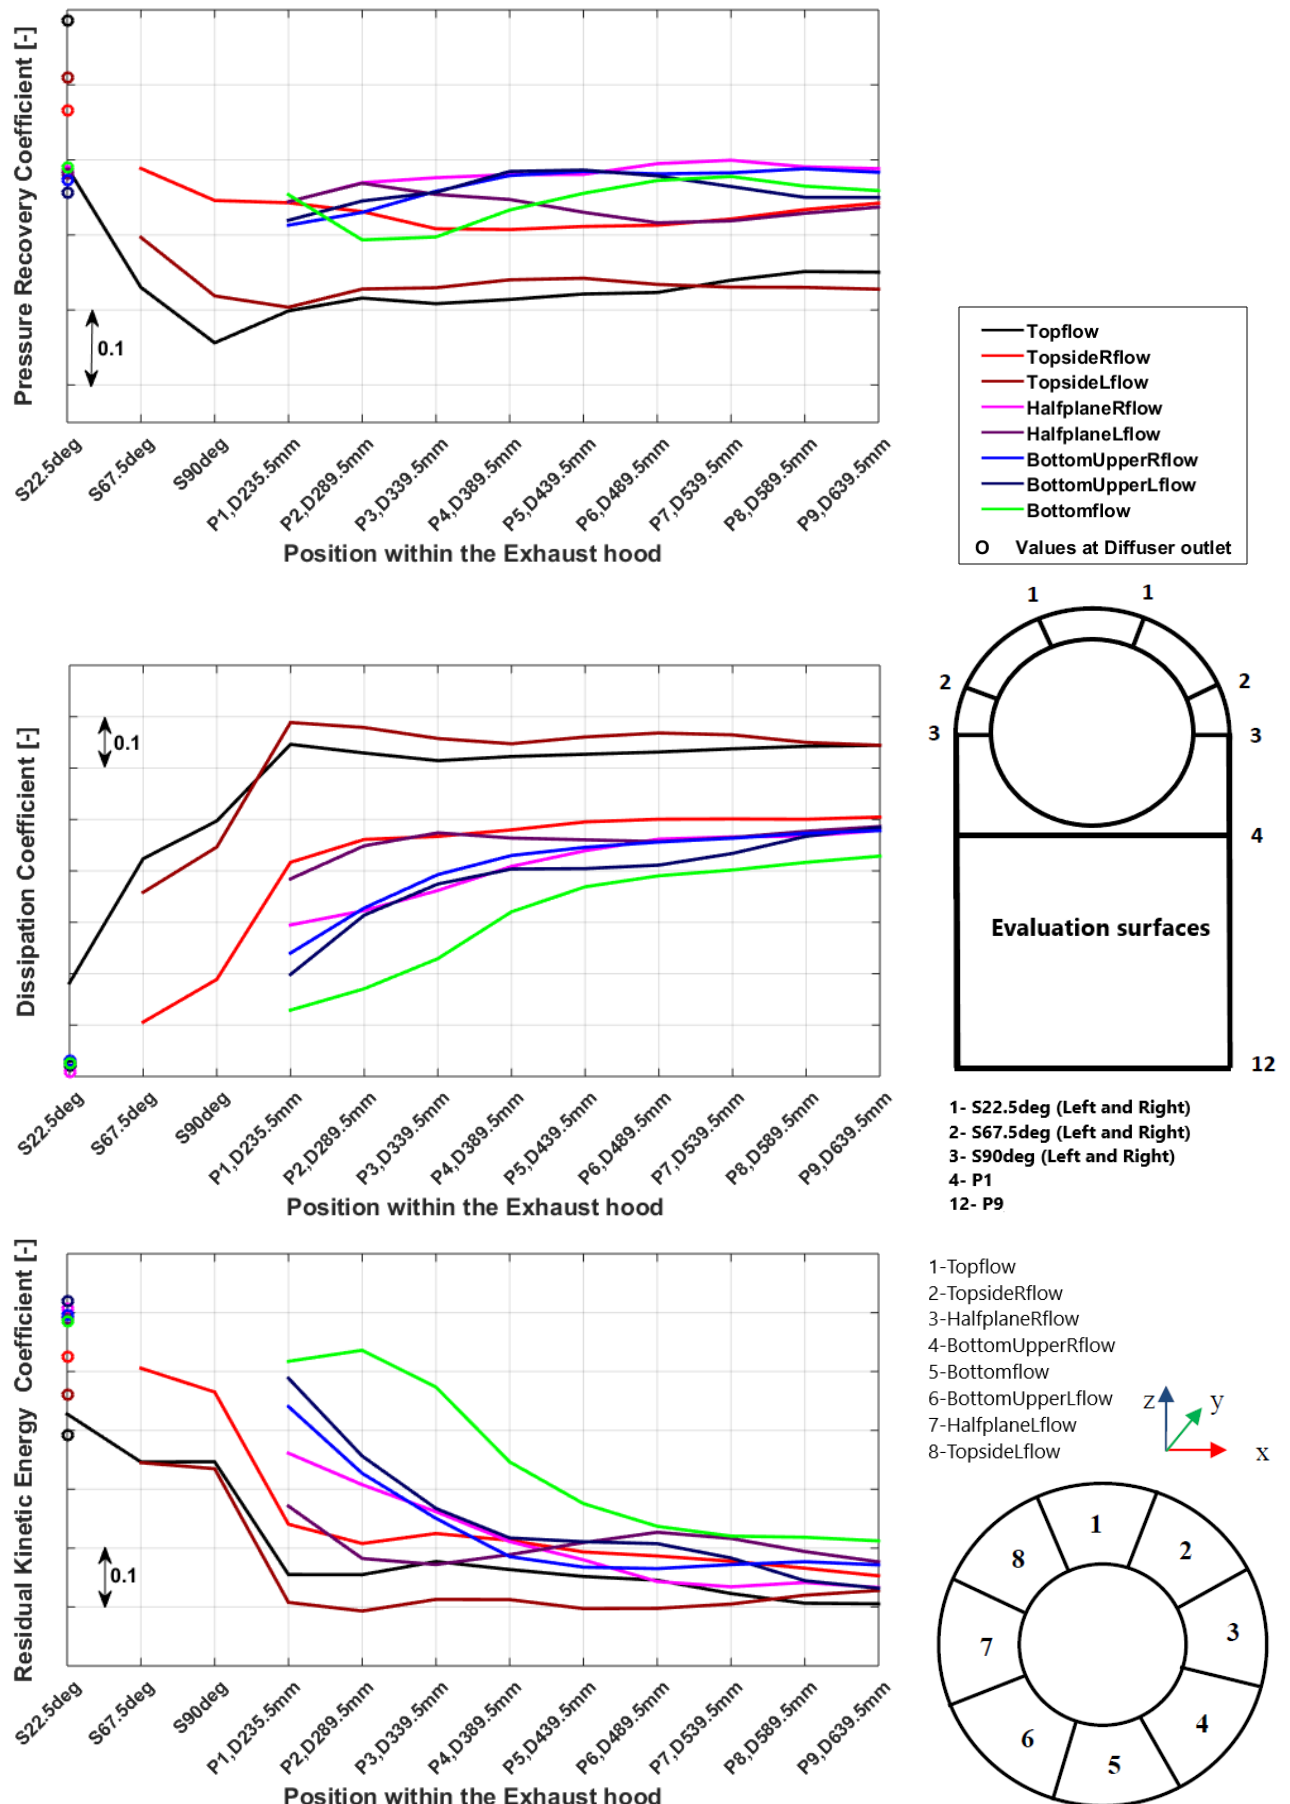 Pressure Recovery Coefficient [-]
0.1
S22.5deg
S67.5deg
S90deg
P1,D235.5mm
P2,D289.5mm
P3,D339.5mm
P4,D389.5mm
P5,D439.5mm
P6,D489.5mm
P7,D539.5mm
P8,D589.5mm
P9,D639.5mm
Position within the Exhaust hood
Topflow
TopsideRflow
TopsideLflow
HalfplaneRflow
HalfplaneLflow
BottomUpperRflow
BottomUpperLflow
Bottomflow
Values at Diffuser outlet
Dissipation Coefficient [-]
0.1
S22.5deg
S67.5deg
S90deg
P1,D235.5mm
P2,D289.5mm
P3,D339.5mm
P4,D389.5mm
P5,D439.5mm
P6,D489.5mm
P7,D539.5mm
P8,D589.5mm
P9,D639.5mm
Position within the Exhaust hood
1 1
2 2
3 3
4
Evaluation surfaces
12
1- S22.5deg (Left and Right)
2- S67.5deg (Left and Right)
3- S90deg (Left and Right)
4- P1
12- P9
Residual Kinetic Energy Coefficient [-]
0.1
S22.5deg
S67.5deg
S90deg
P1,D235.5mm
P2,D289.5mm
P3,D339.5mm
P4,D389.5mm
P5,D439.5mm
P6,D489.5mm
P7,D539.5mm
P8,D589.5mm
P9,D639.5mm
Position within the Exhaust hood
1-Topflow
2-TopsideRflow
3-HalfplaneRflow
4-BottomUpperRflow
5-Bottomflow
6-BottomUpperLflow
7-HalfplaneLflow
8-TopsideLflow
z y
x
1
8 2
7 3
6 4
5